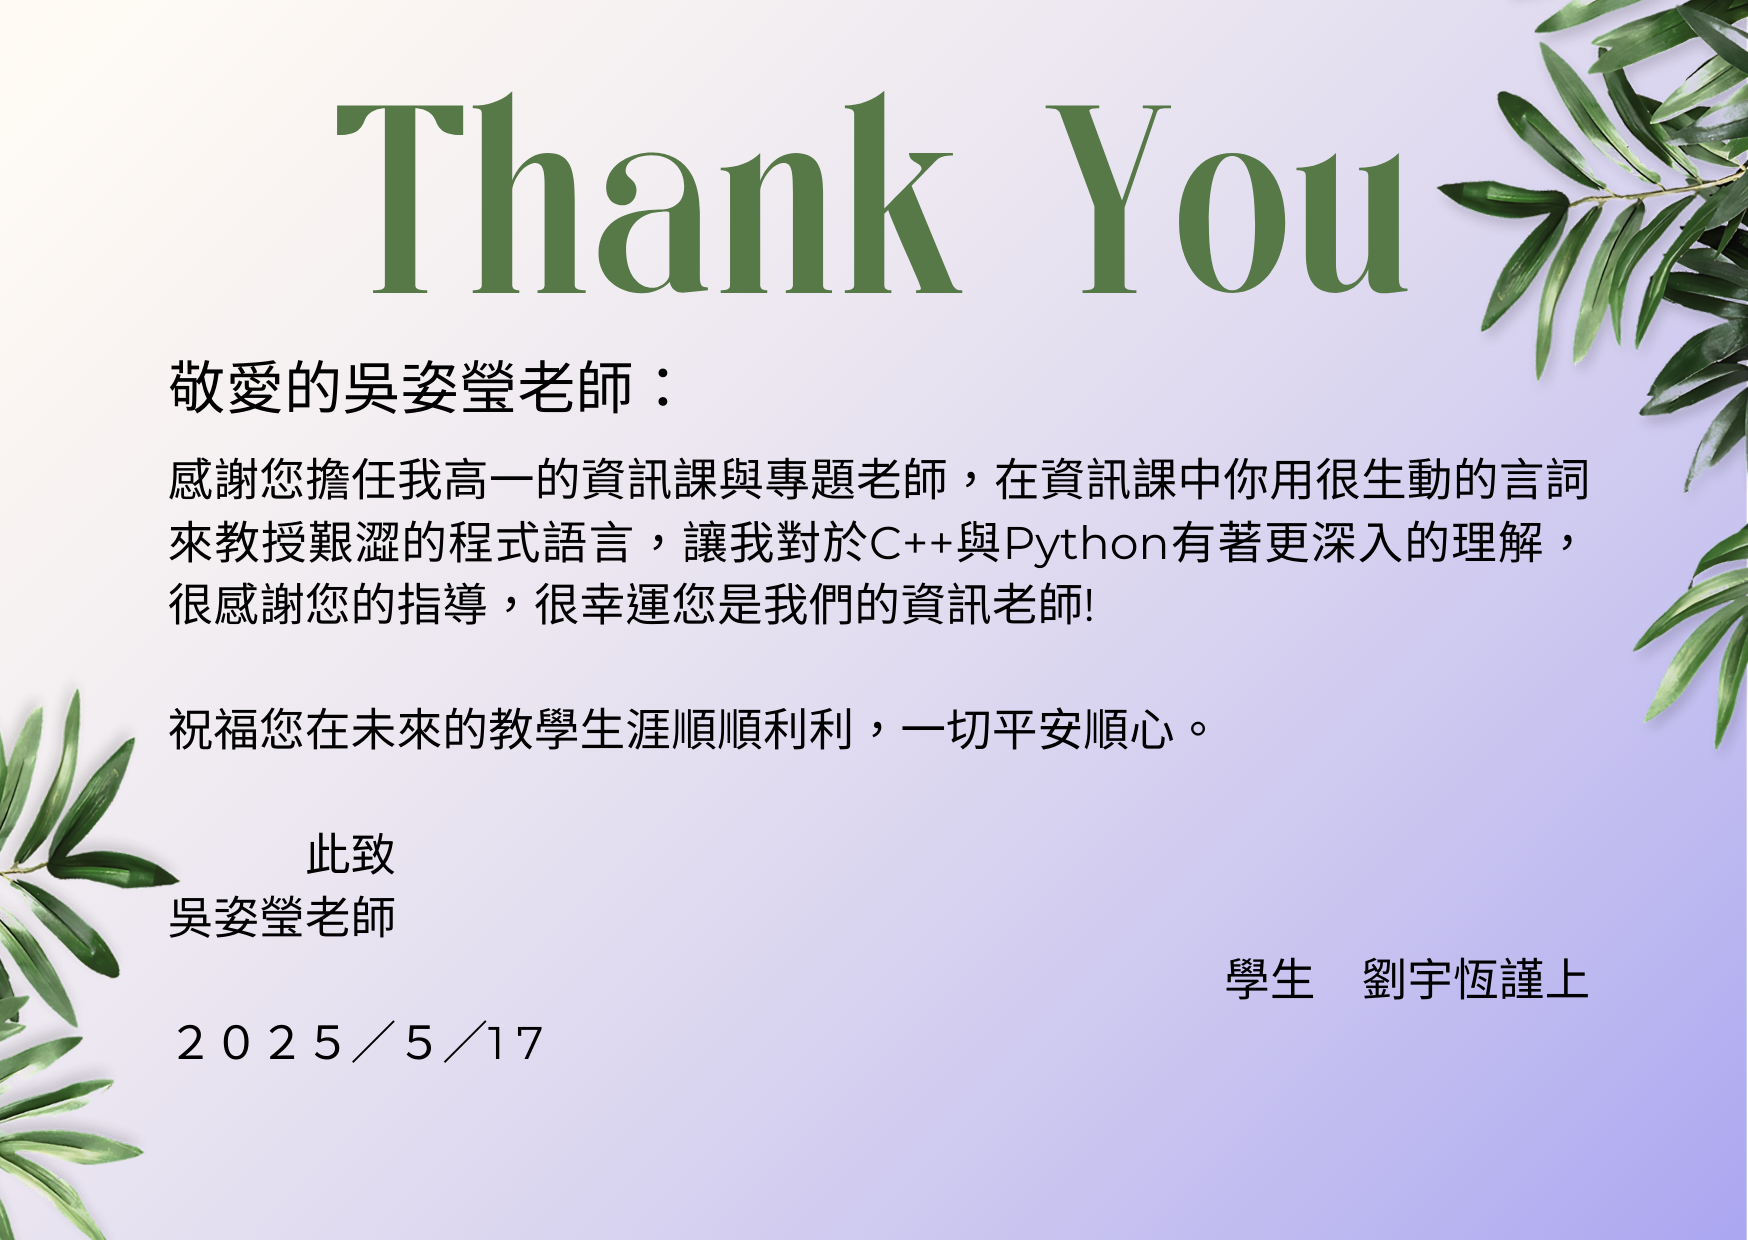 Thank You
敬愛的吳姿瑩老師：
感謝您擔任我高一的資訊課與專題老師，在資訊課中你用很生動的言詞
來教授艱澀的程式語言，讓我對於C++與Python有著更深入的理解，
很感謝您的指導，很幸運您是我們的資訊老師!
祝福您在未來的教學生涯順順利利，一切平安順心。
此致
吳姿瑩老師
學生　劉宇恆謹上
２０２５／５／17